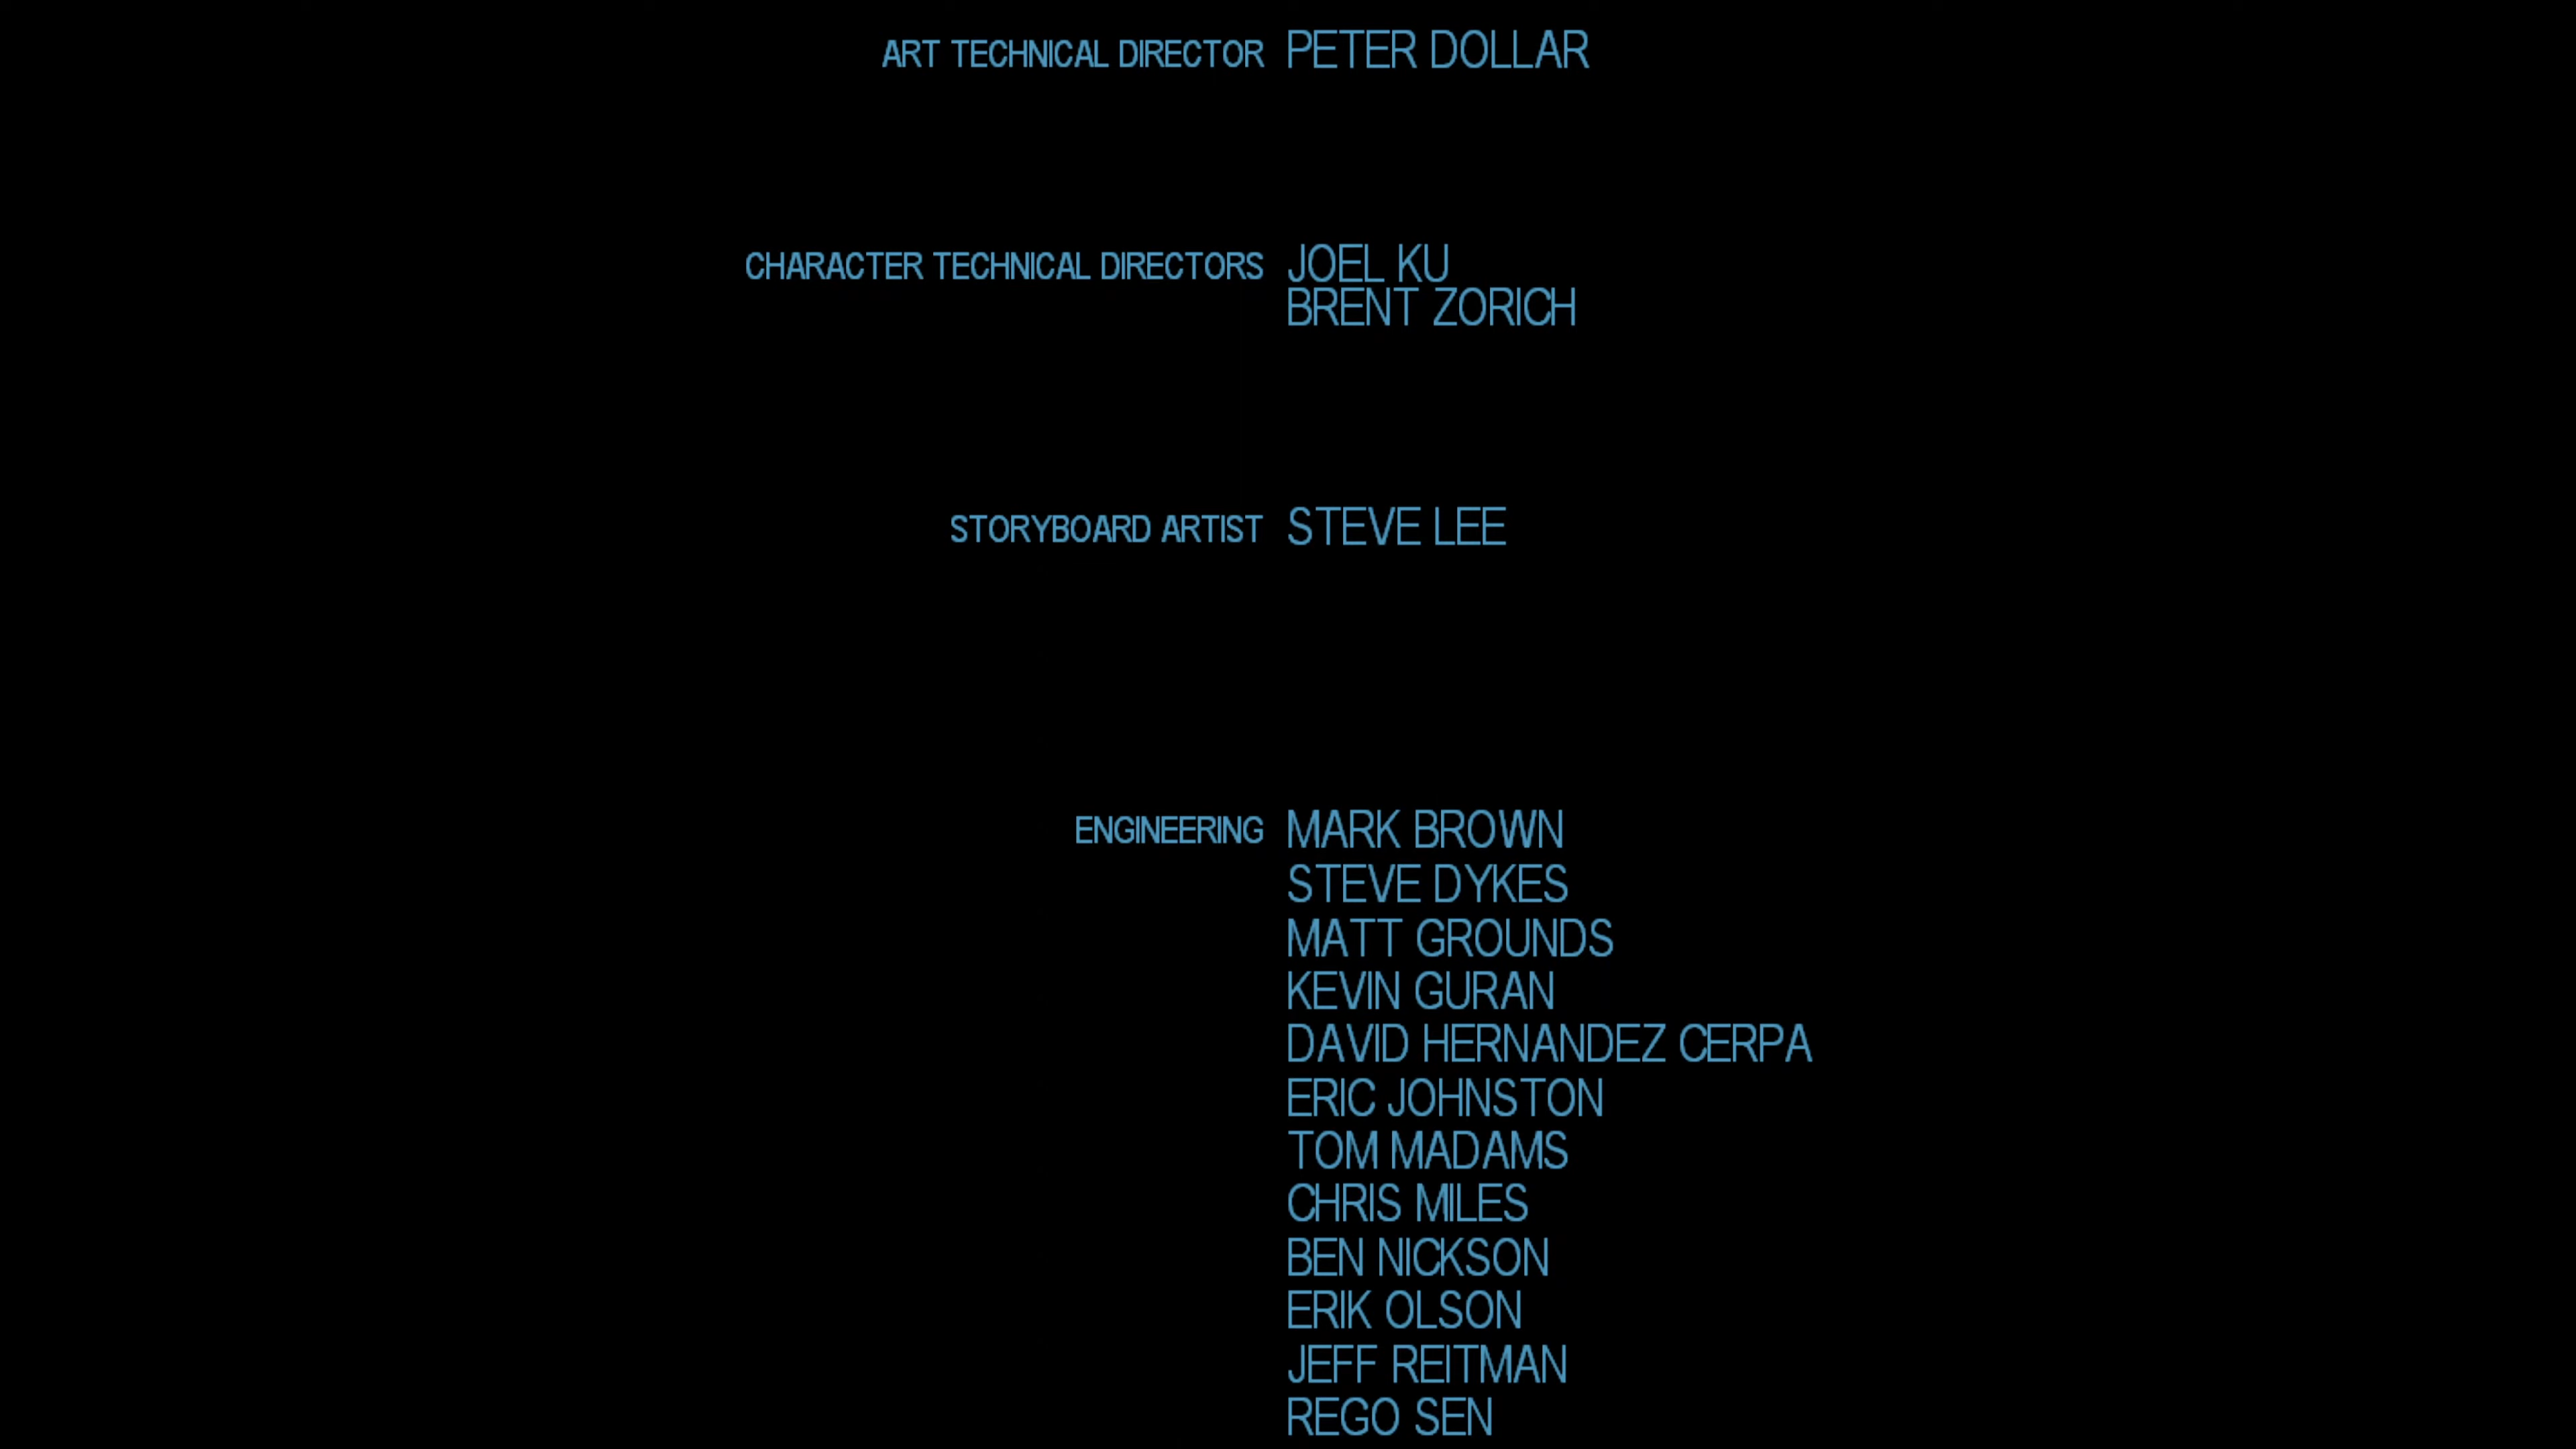 ART TECHNICAL DIRECTOR PETER DOLLAR
CHARACTER TECHNICAL DIRECTORS JOEL KU
BRENT ZORICH
STORYBOARD ARTIST STEVE LEE
ENGINEERING MARK BROWN
STEVE DYKES
MATT GROUNDS
KEVIN GURAN
DAVID HERNANDEZ CERPA
ERIC JOHNSTON
TOM MADAMS
CHRIS MILES
BEN NICKSON
ERIK OLSON
JEFF REITMAN
REGO SEN